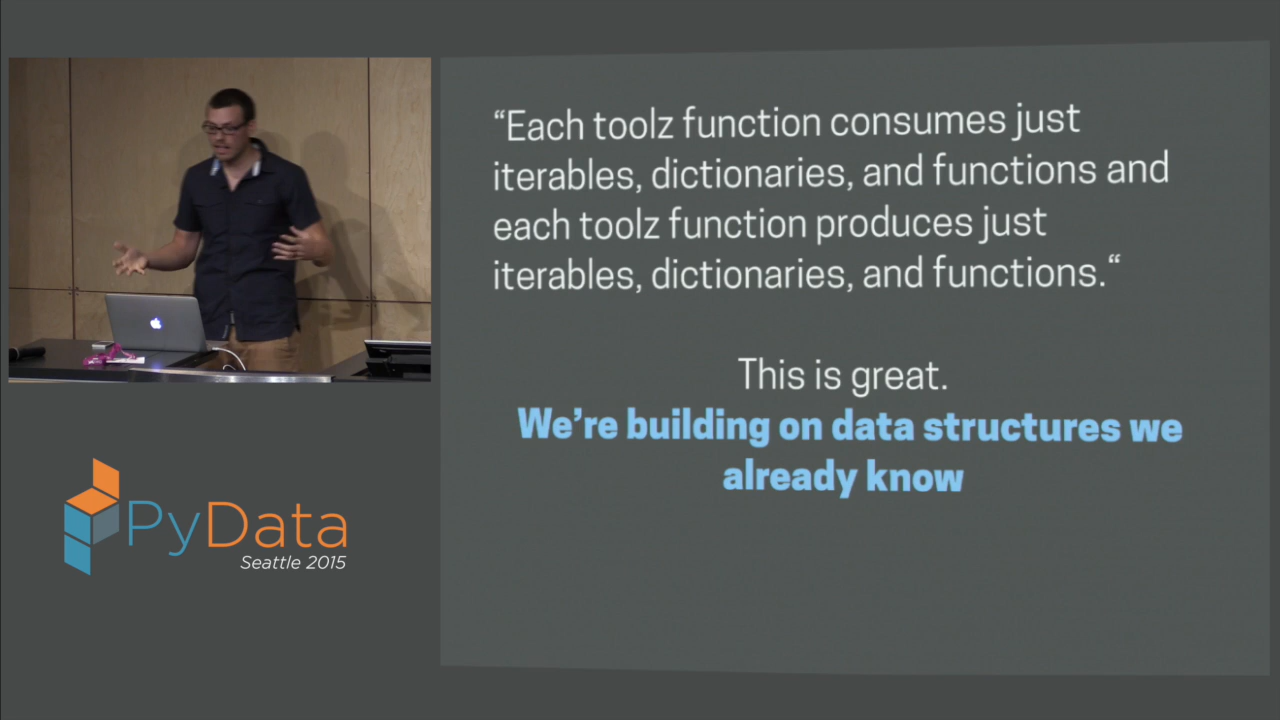 “Each toolz function consumes just
iterables, dictionaries, and functions and
each toolz function produces just
iterables, dictionaries, and functions.“
This is great.
We’re building on data structures we
already know
PyData
Seattle 2015